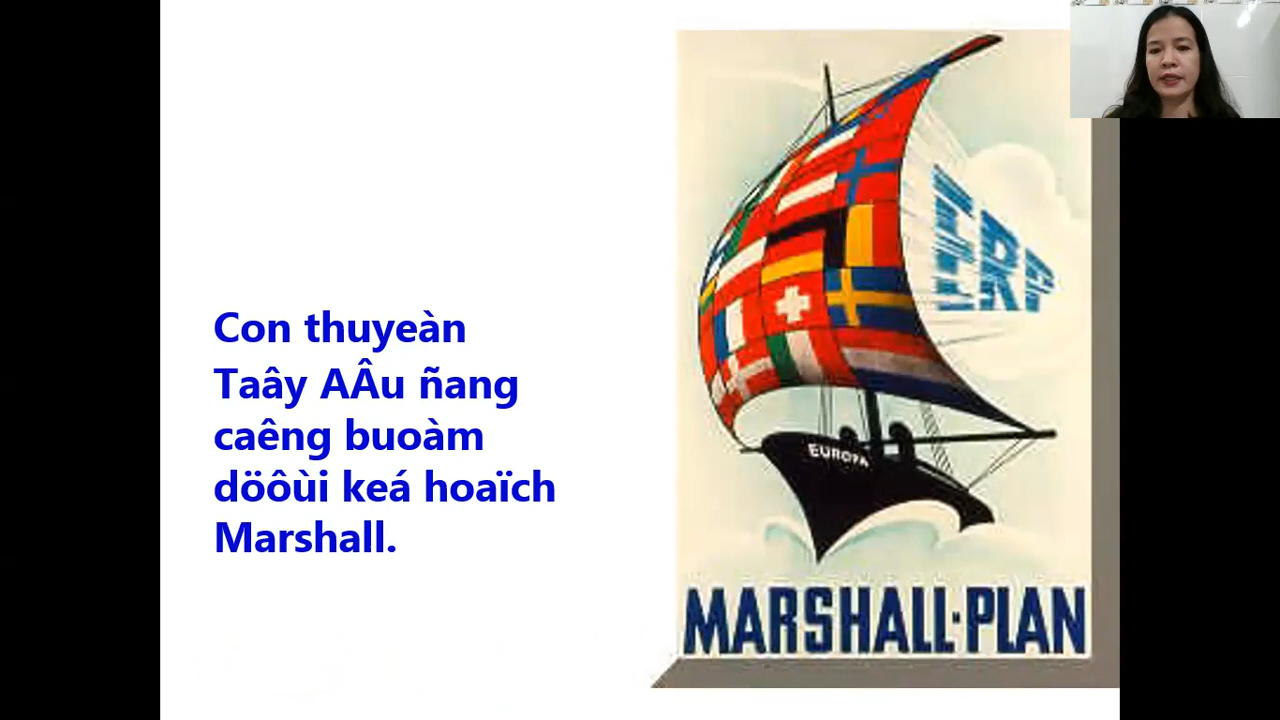 Con thuyeàn
Taây AÂu ñang
caêng buoàm
döôùi keá hoaïch
Marshall.
ERP
EUROPA
MARSHALL·PLAN